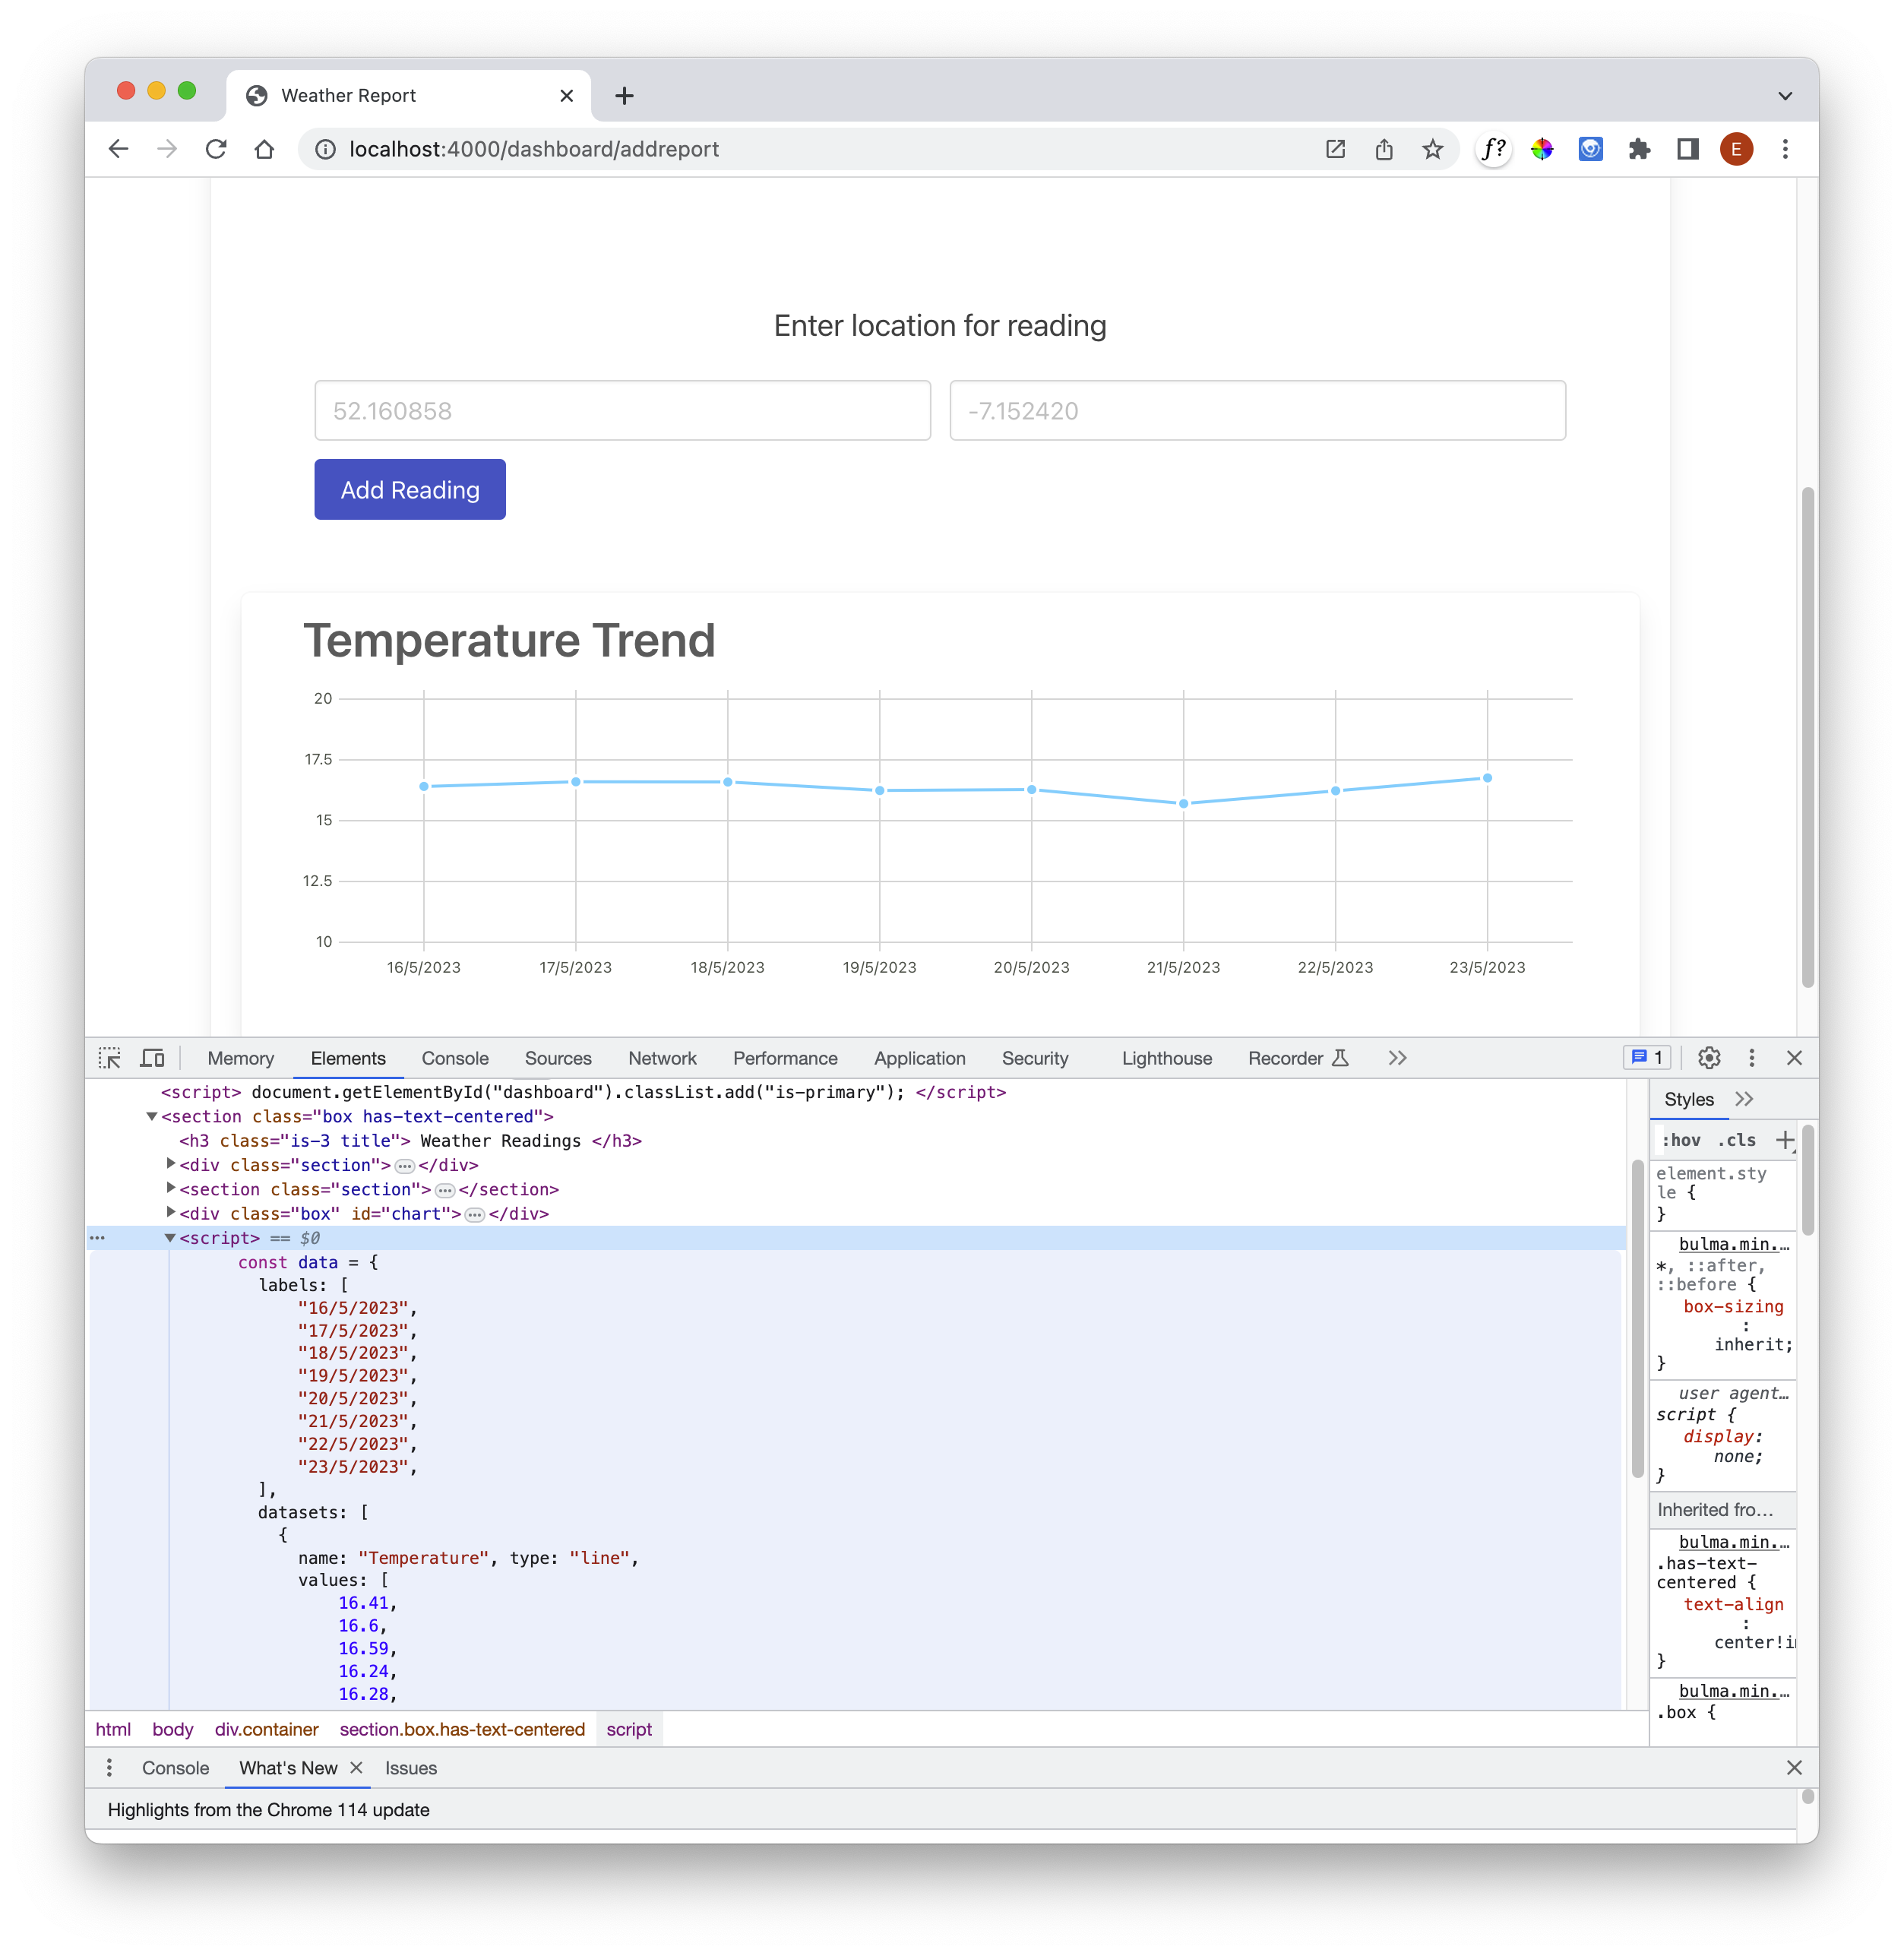 Weather Report
localhost:4000/dashboard/addreport
f?
E
Enter location for reading
52.160858
-7.152420
Add Reading
Temperature Trend
20
17.5
15
12.5
10
16/5/2023 17/5/2023 18/5/2023 19/5/2023 20/5/2023 21/5/2023 22/5/2023 23/5/2023
Memory Elements Console Sources Network Performance Application Security Lighthouse Recorder 1
<script> document.getElementById("dashboard").classList.add("is-primary"); </script>
<section class="box has-text-centered">
<h3 class="is-3 title"> Weather Readings </h3>
<div class="section"> … </div>
<section class="section"> … </section>
<div class="box" id="chart"> … </div>
… <script> == $0
const data = {
labels: [
"16/5/2023",
"17/5/2023",
"18/5/2023",
"19/5/2023",
"20/5/2023",
"21/5/2023",
"22/5/2023",
"23/5/2023",
],
datasets: [
{
name: "Temperature", type: "line",
values: [
16.41,
16.6,
16.59,
16.24,
16.28,
html body div.container section.box.has-text-centered script
Styles
:hov .cls
element.sty
le {
}
bulma.min.…
*, ::after,
::before {
box-sizing
:
inherit;
}
user agent…
script {
display:
none;
}
Inherited fro…
bulma.min.…
.has-text-
centered {
text-align
:
center!i
}
bulma.min.…
.box {
Console What's New Issues
Highlights from the Chrome 114 update